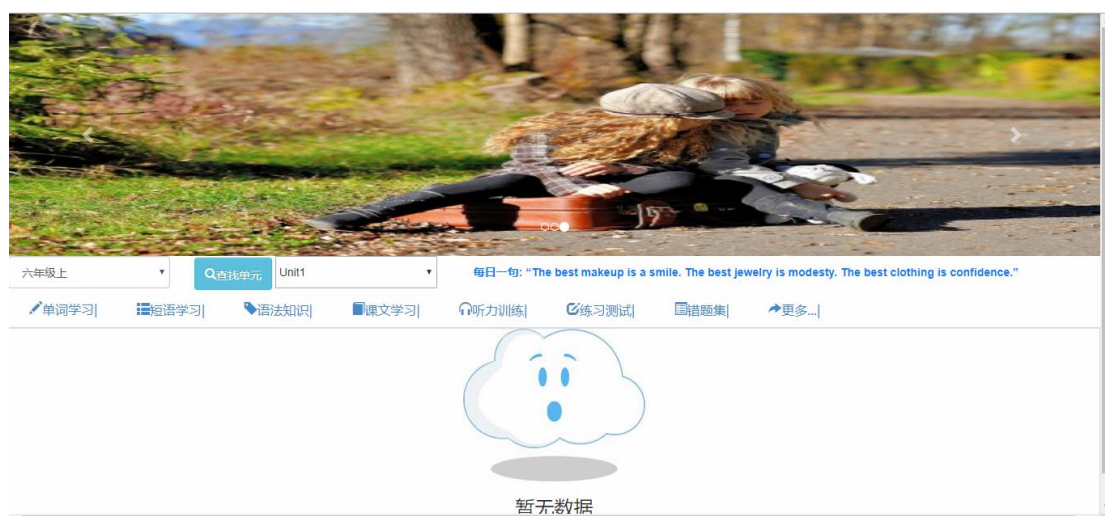 六年级上 查找单元 Unit1 每日一句: “The best makeup is a smile. The best jewelry is modesty. The best clothing is confidence.”
单词学习| 短语学习| 语法知识| 课文学习| 听力训练| 练习测试| 错题集| 更多...|
暂无数据